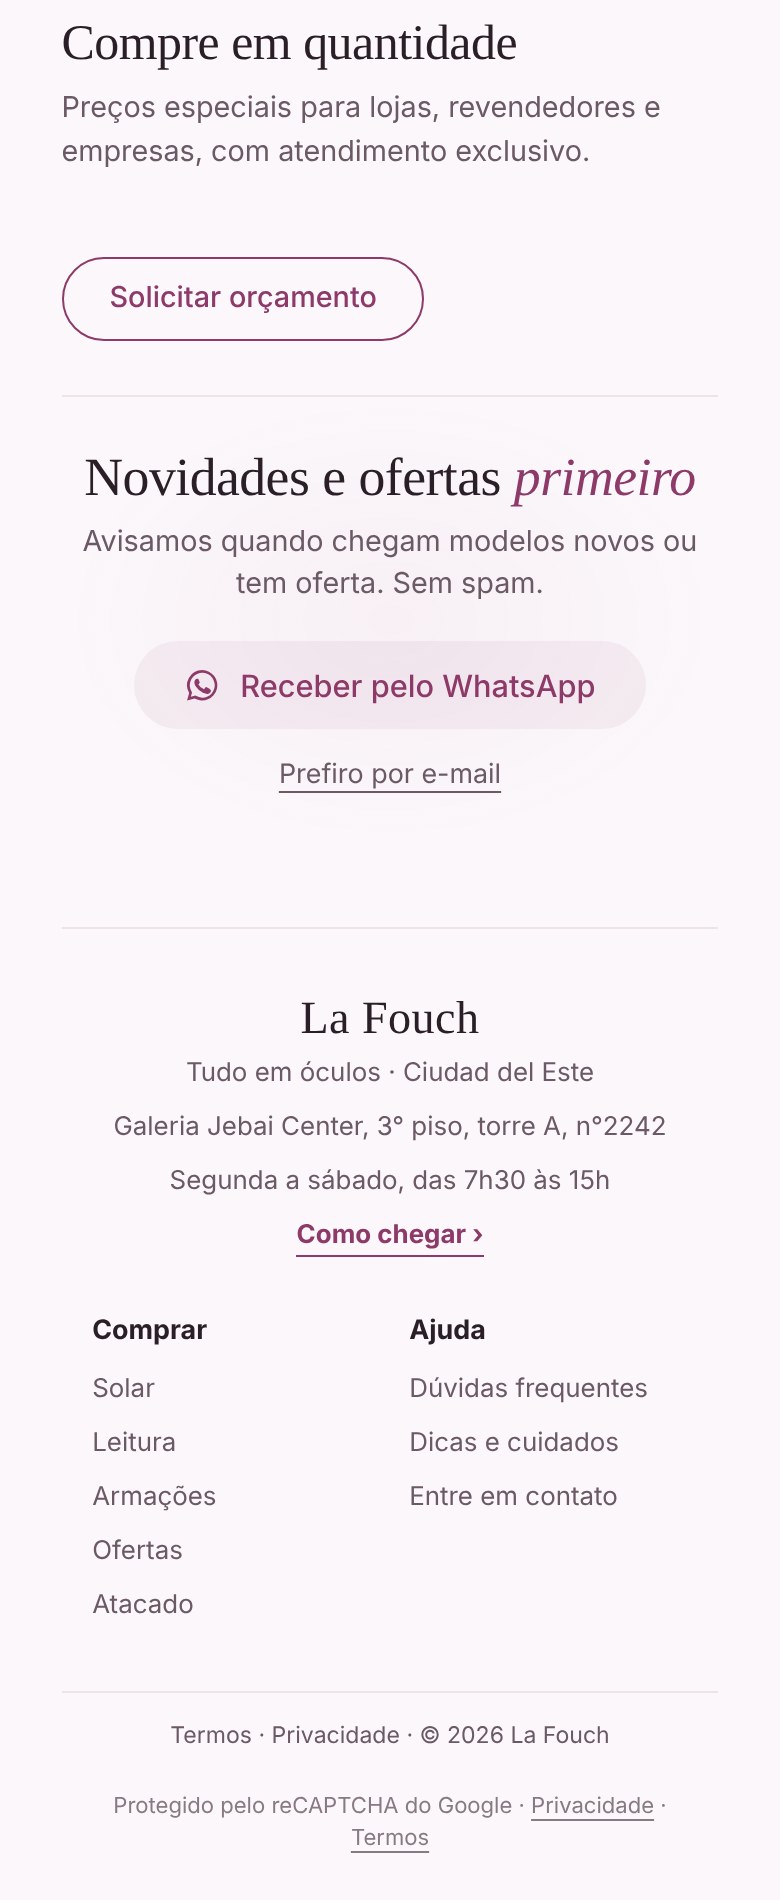 Compre em quantidade
Preços especiais para lojas, revendedores e
empresas, com atendimento exclusivo.
Solicitar orçamento
Novidades e ofertas primeiro
Avisamos quando chegam modelos novos ou
tem oferta. Sem spam.
Receber pelo WhatsApp
Prefiro por e-mail
La Fouch
Tudo em óculos · Ciudad del Este
Galeria Jebai Center, 3° piso, torre A, n°2242
Segunda a sábado, das 7h30 às 15h
Como chegar ›
Comprar
Solar
Leitura
Armações
Ofertas
Atacado
Ajuda
Dúvidas frequentes
Dicas e cuidados
Entre em contato
Termos · Privacidade · © 2026 La Fouch
Protegido pelo reCAPTCHA do Google · Privacidade ·
Termos